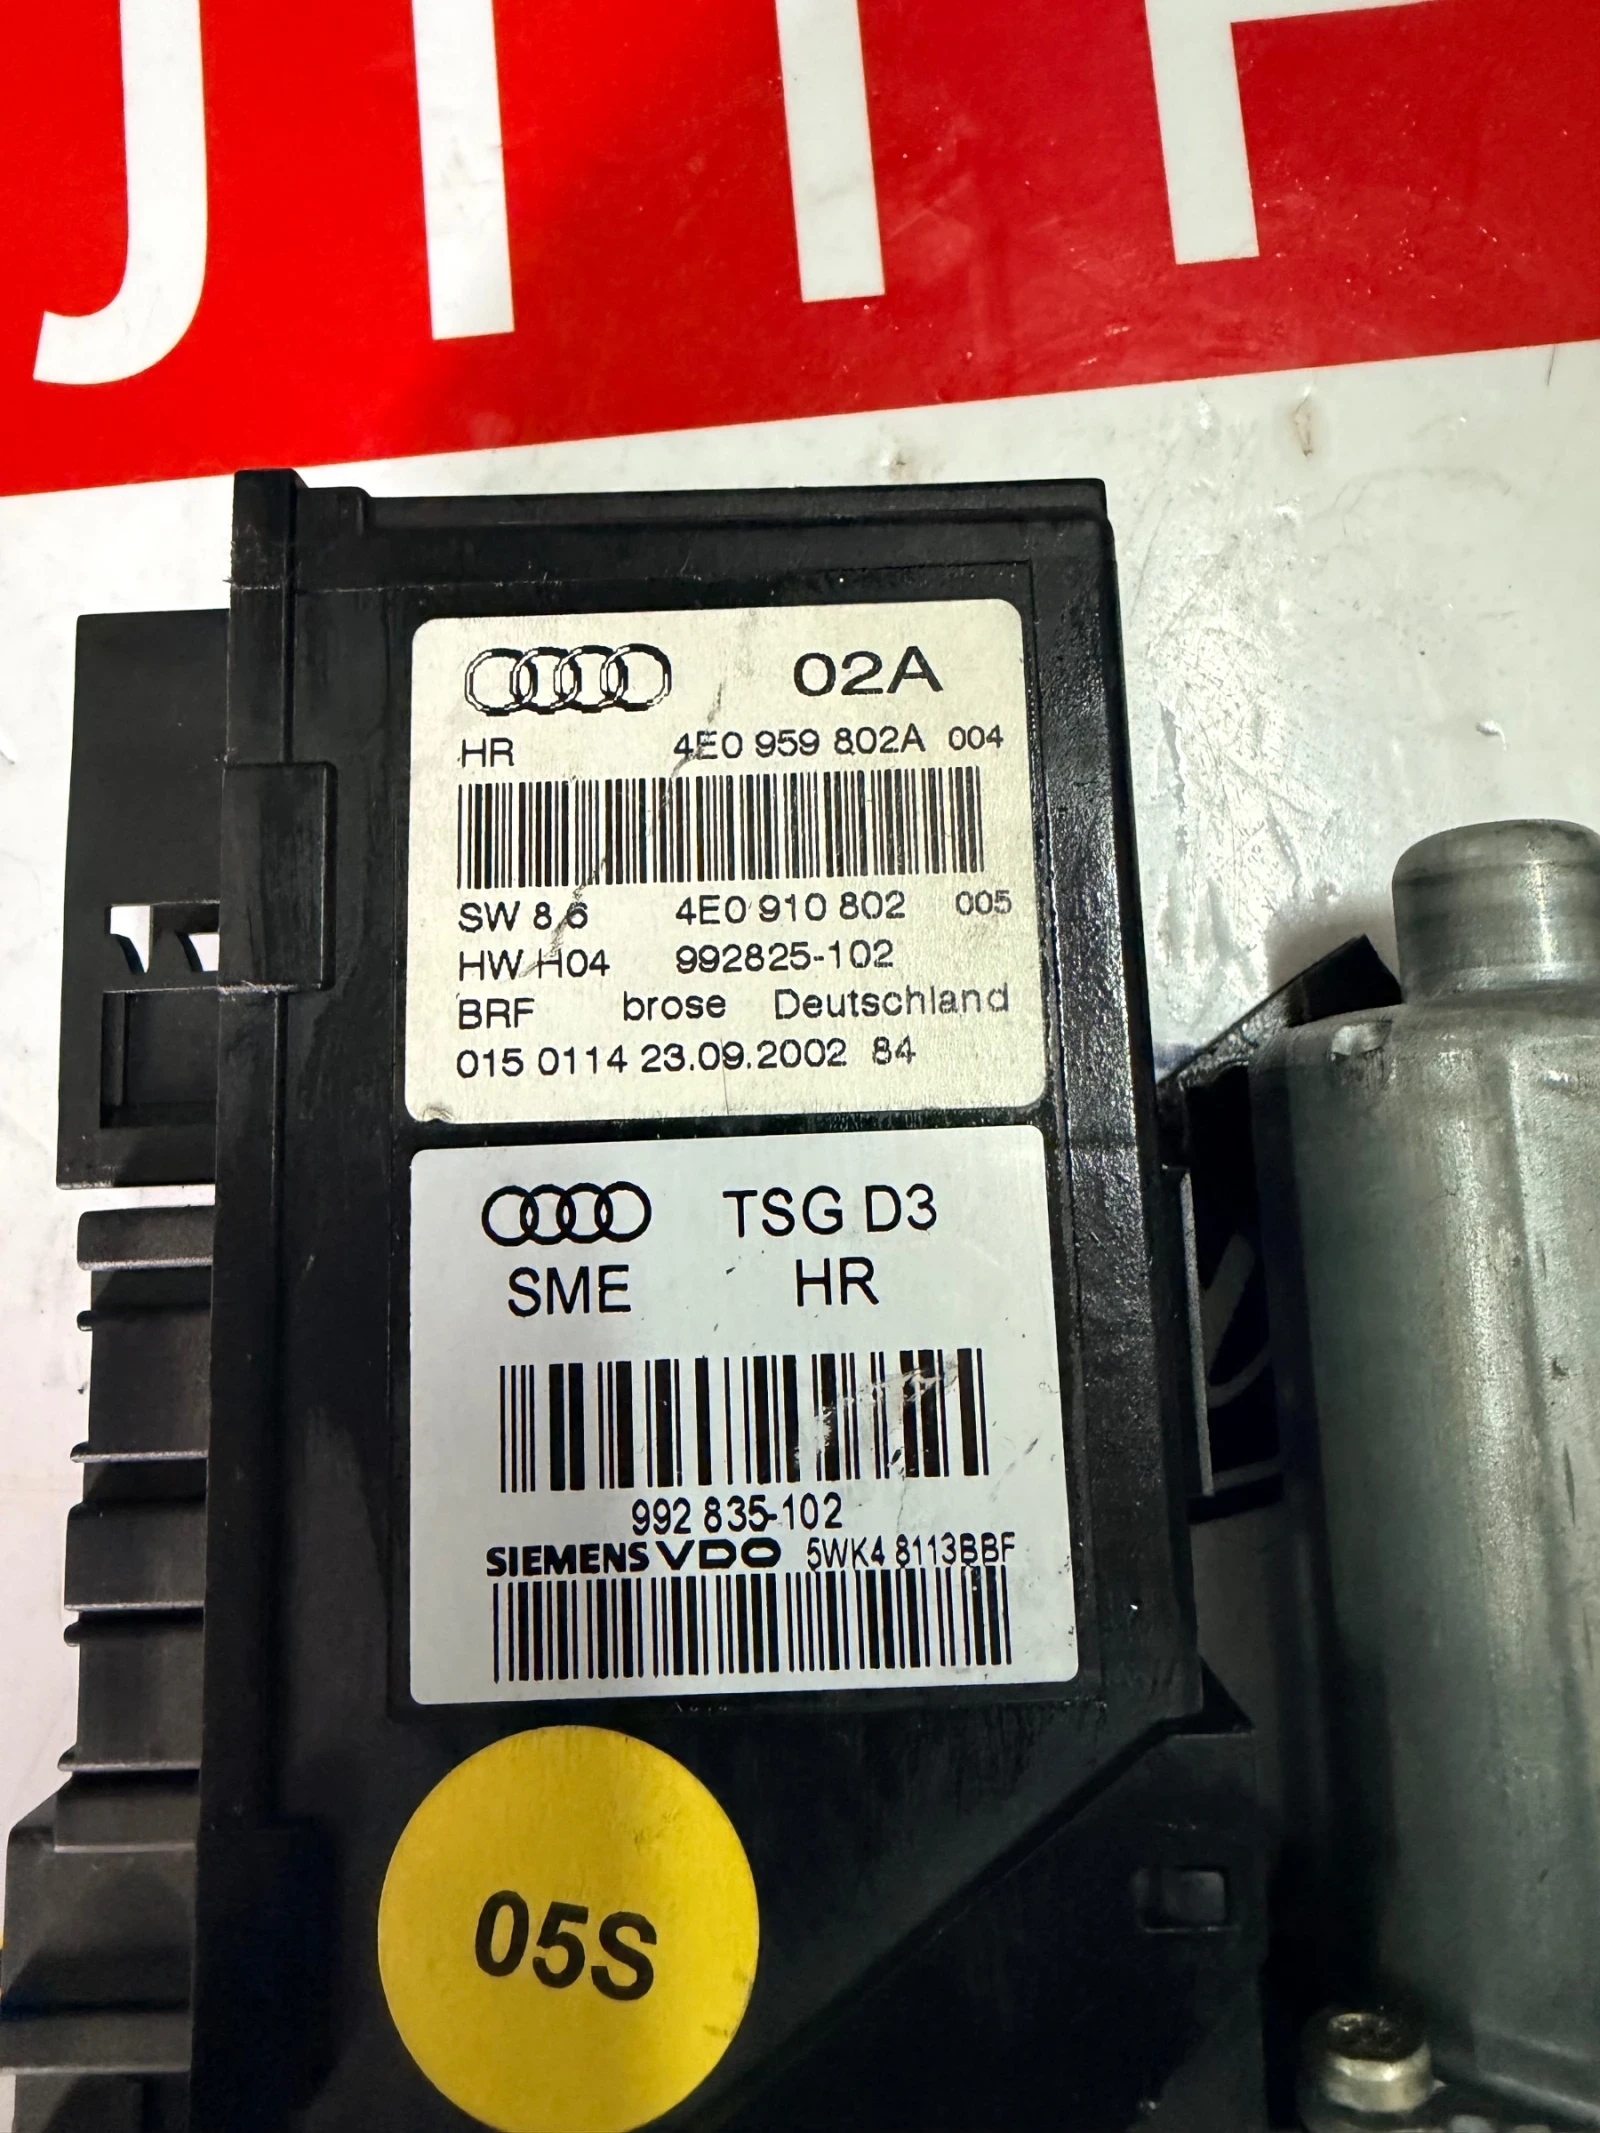 02A
HR 4E0 959 802A 004
SW 8,6 4E0 910 802 005
HW H04 992825-102
BRF brose Deutschland
015 0114 23.09.2002 84
TSG D3
SME HR
992 835-102
SIEMENS VDO 5WK4 8113BBF
05S